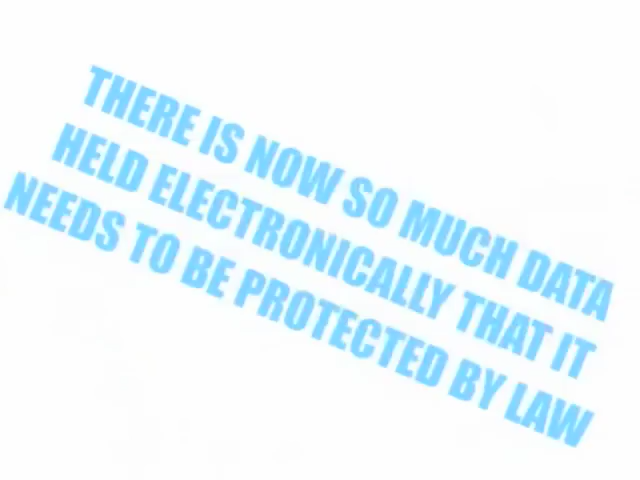 THERE IS NOW SO MUCH DATA
HELD ELECTRONICALLY THAT IT
NEEDS TO BE PROTECTED BY LAW